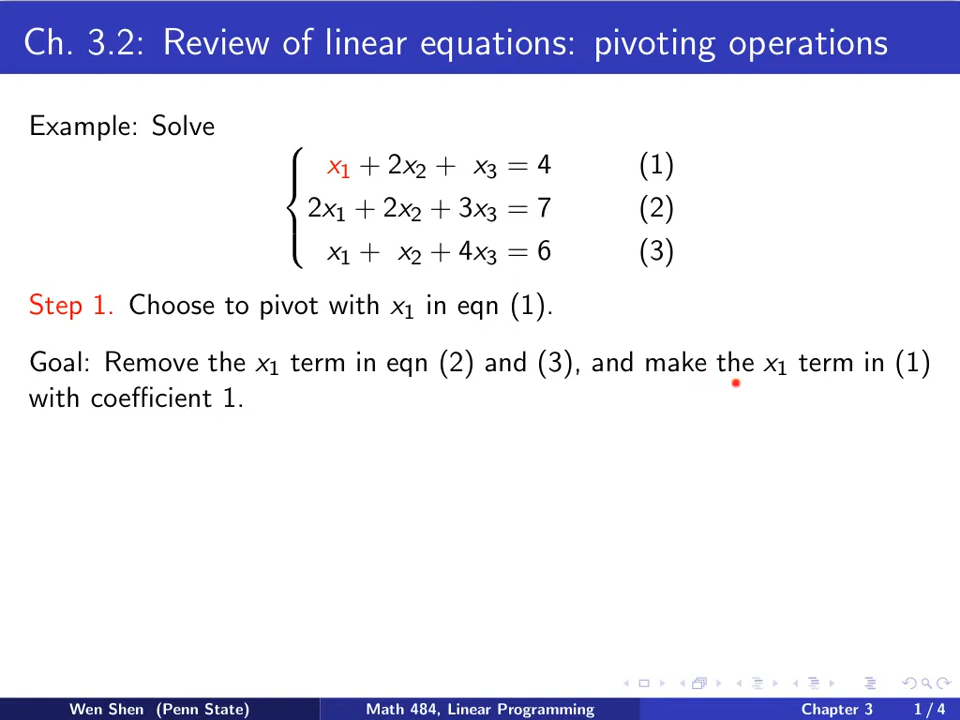 Ch. 3.2: Review of linear equations: pivoting operations
Example: Solve
x₁ + 2x₂ + x₃ = 4 (1)
2x₁ + 2x₂ + 3x₃ = 7 (2)
x₁ + x₂ + 4x₃ = 6 (3)
Step 1. Choose to pivot with x₁ in eqn (1).
Goal: Remove the x₁ term in eqn (2) and (3), and make the x₁ term in (1)
with coefficient 1.
Wen Shen (Penn State) Math 484, Linear Programming Chapter 3 1 / 4